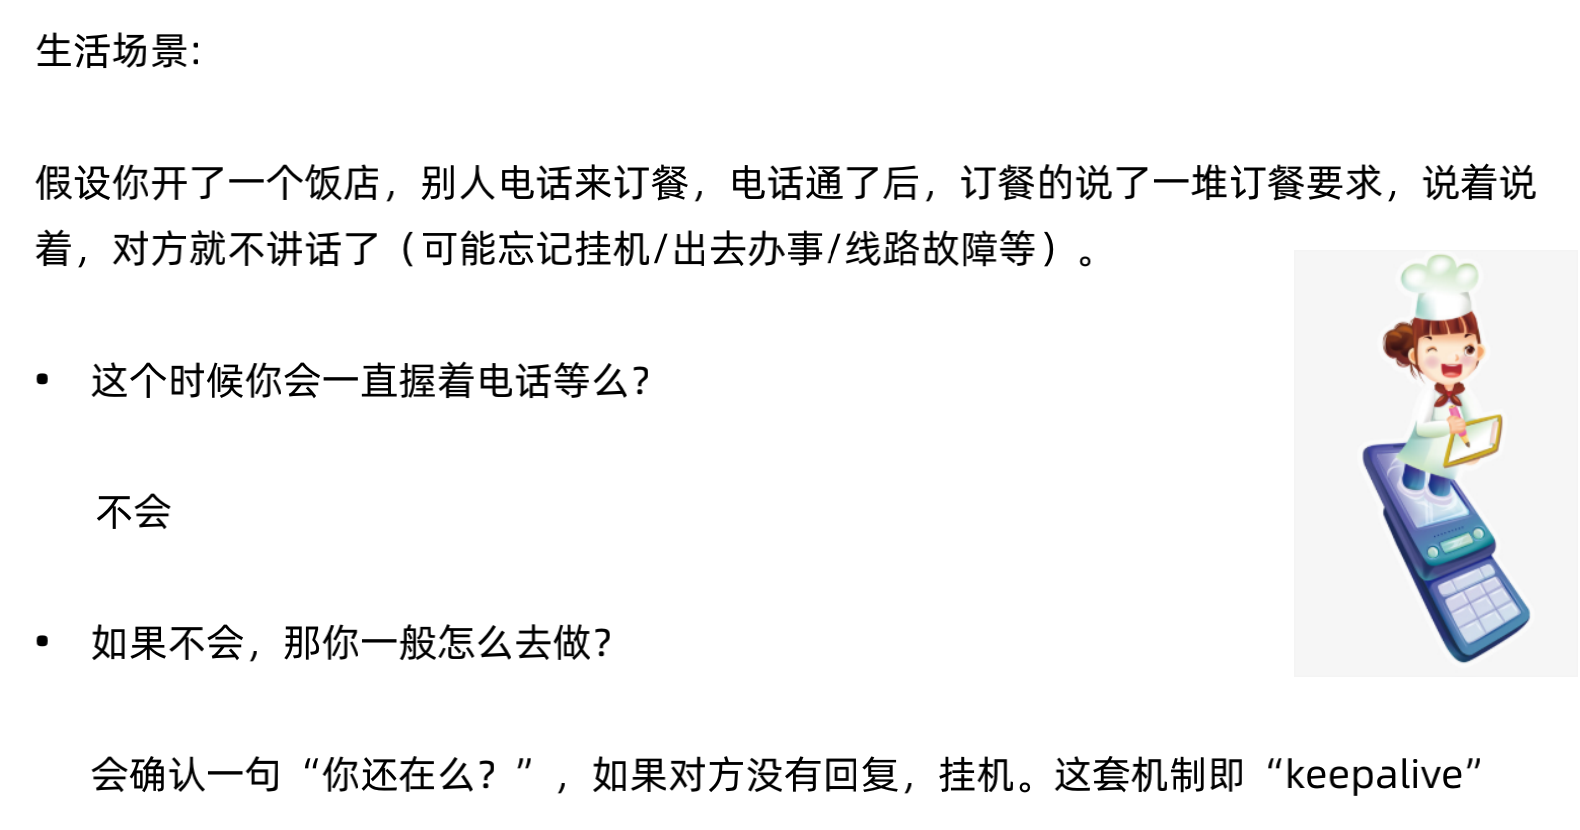 生活场景:
假设你开了一个饭店，别人电话来订餐，电话通了后，订餐的说了一堆订餐要求，说着说
着，对方就不讲话了（可能忘记挂机/出去办事/线路故障等）。
• 这个时候你会一直握着电话等么？
不会
• 如果不会，那你一般怎么去做？
会确认一句“你还在么？”，如果对方没有回复，挂机。这套机制即“keepalive”